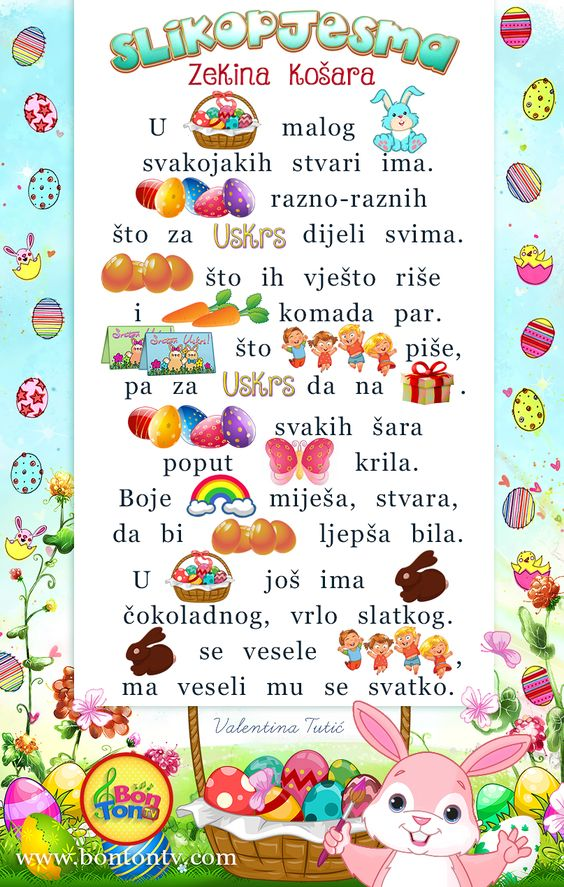 SLIKOPJESMA
Zekina Košara
U malog
svakojakih stvari ima.
razno-raznih
što za USKRS dijeli svima.
što ih vješto riše
i komada par.
Sretan Uskrs! Sretan Uskrs! što piše,
pa za USKRS da na .
svakih šara
poput krila.
Boje miješa, stvara,
da bi ljepša bila.
U još ima
čokoladnog, vrlo slatkog.
se vesele ,
ma veseli mu se svatko.
Valentina Tutić
Bon
Ton TV
www.bontontv.com